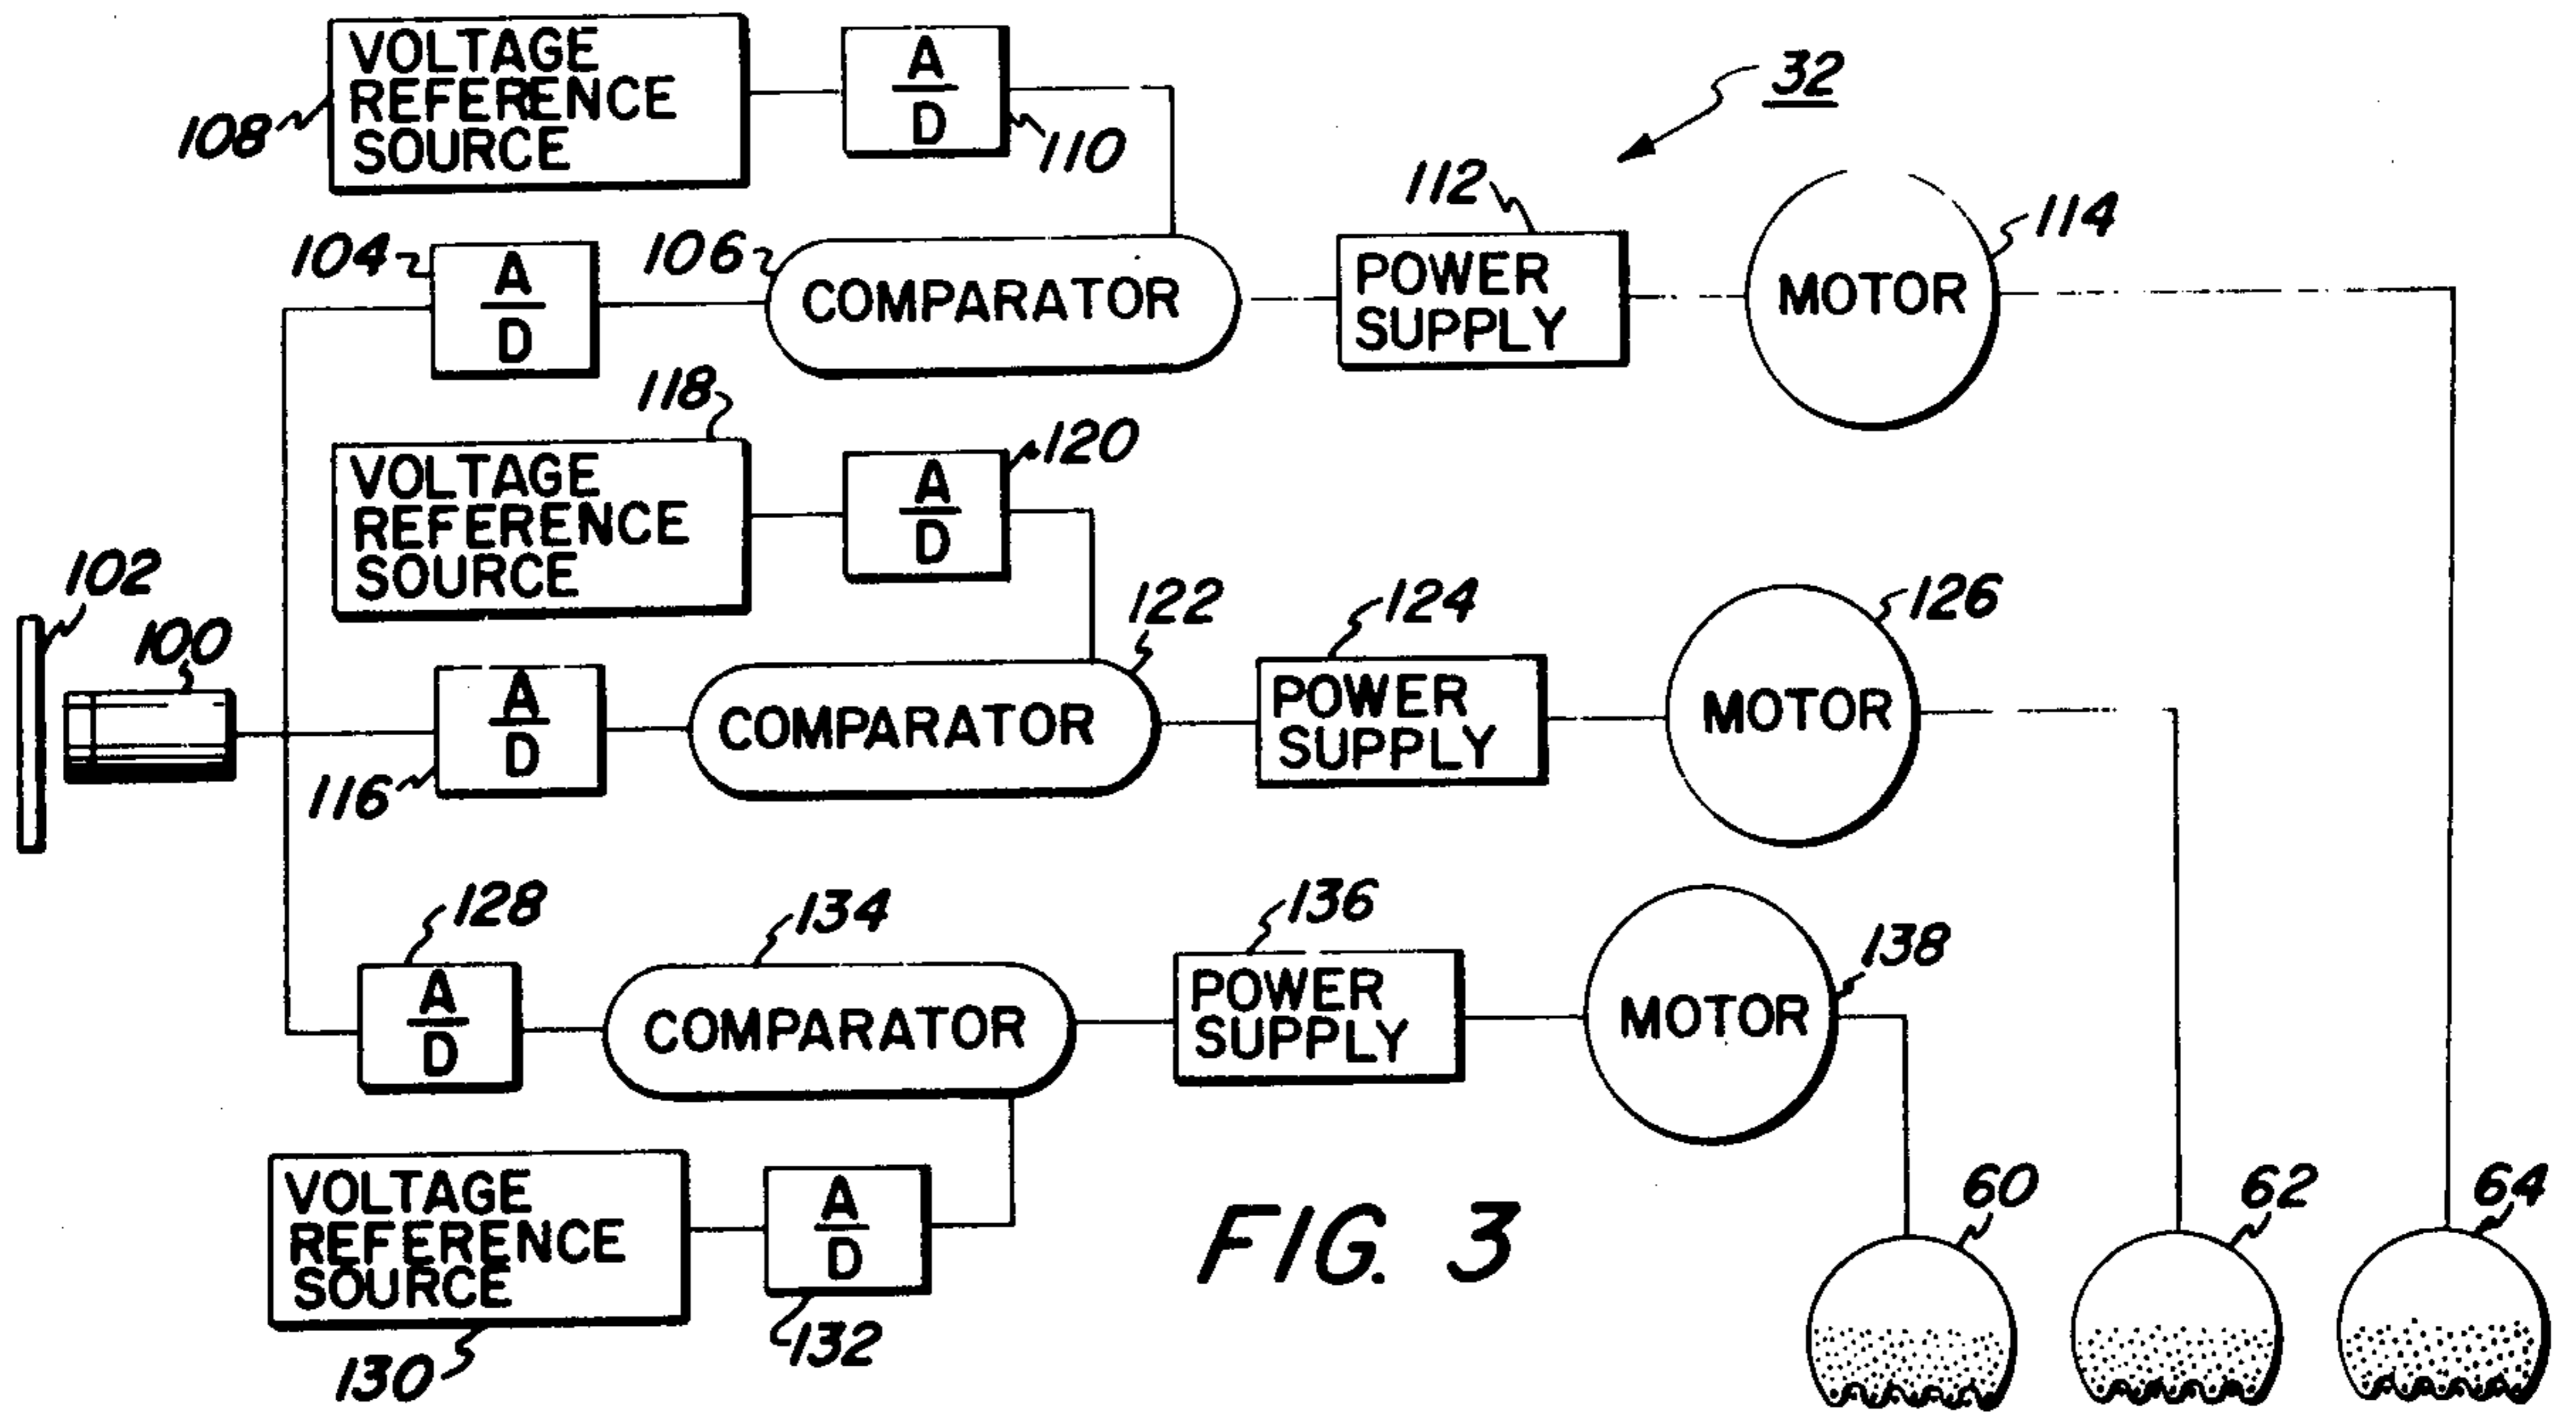 VOLTAGE
REFERENCE
SOURCE
108
A
D
110
32
104
A
D
106
COMPARATOR
112
POWER
SUPPLY
MOTOR
114
118
VOLTAGE
REFERENCE
SOURCE
A
D
120
102
100
116
A
D
COMPARATOR
122
124
POWER
SUPPLY
MOTOR
126
128
A
D
134
COMPARATOR
136
POWER
SUPPLY
MOTOR
138
VOLTAGE
REFERENCE
SOURCE
130
A
D
132
FIG. 3
60
62
64